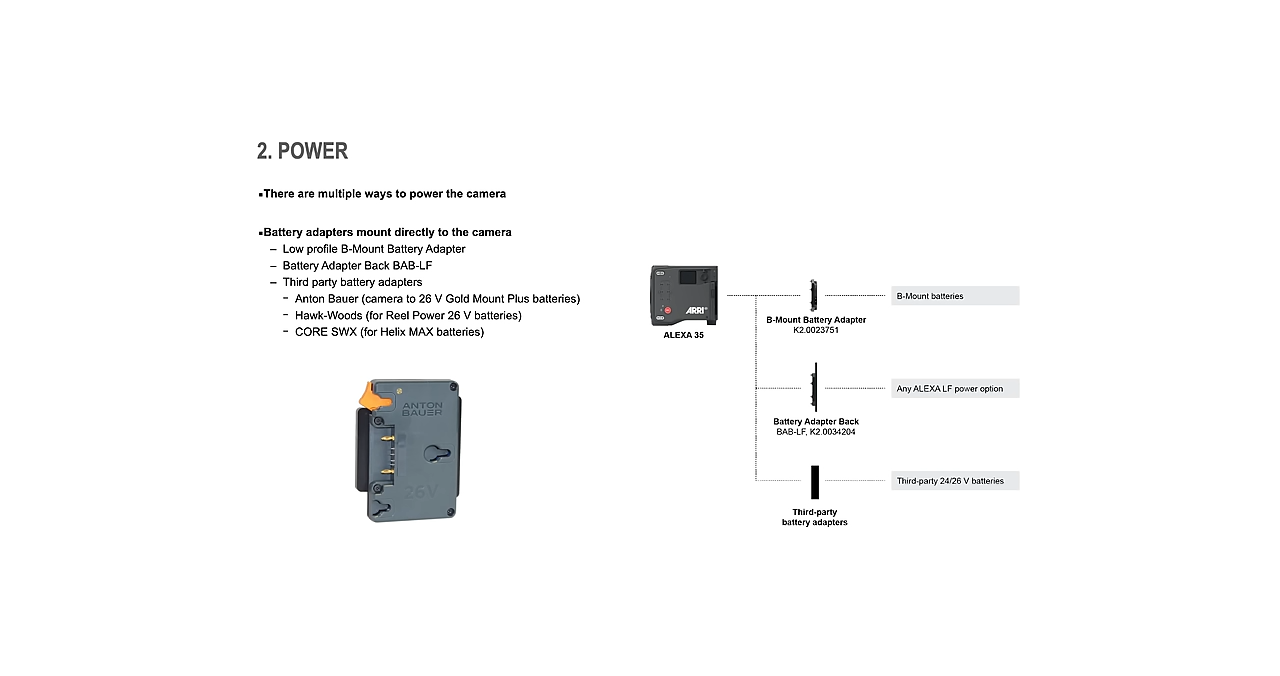 2. POWER
▪There are multiple ways to power the camera
▪Battery adapters mount directly to the camera
– Low profile B-Mount Battery Adapter
– Battery Adapter Back BAB-LF
– Third party battery adapters
– Anton Bauer (camera to 26 V Gold Mount Plus batteries)
– Hawk-Woods (for Reel Power 26 V batteries)
– CORE SWX (for Helix MAX batteries)
ANTON
BAUER
26V
ARRI
ALEXA 35
B-Mount Battery Adapter
K2.0023751
B-Mount batteries
Battery Adapter Back
BAB-LF, K2.0034204
Any ALEXA LF power option
Third-party
battery adapters
Third-party 24/26 V batteries